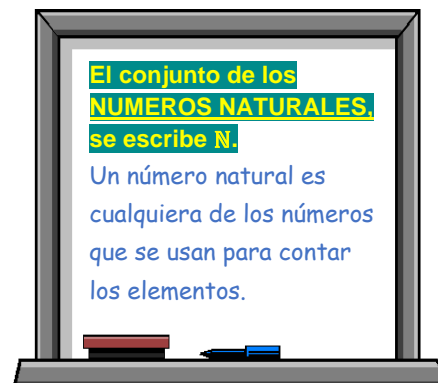 El conjunto de los
NUMEROS NATURALES,
se escribe ℕ.
Un número natural es
cualquiera de los números
que se usan para contar
los elementos.